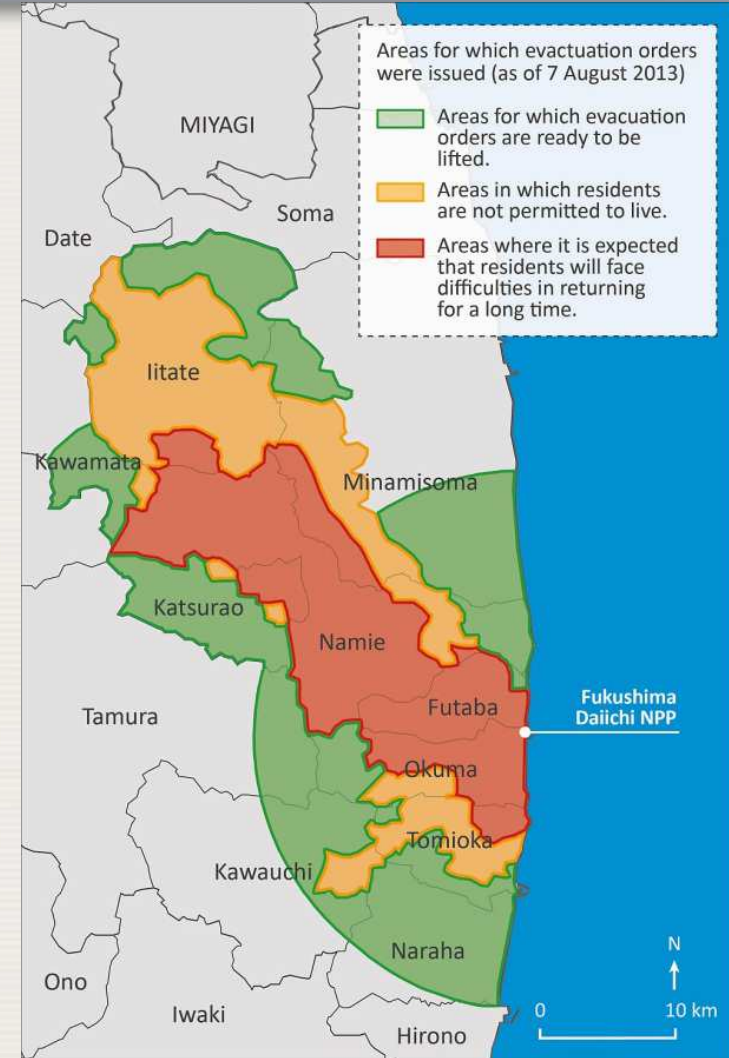 Areas for which evactuation orders
were issued (as of 7 August 2013)
Areas for which evacuation
orders are ready to be
lifted.
Areas in which residents
are not permitted to live.
Areas where it is expected
that residents will face
difficulties in returning
for a long time.
MIYAGI
Soma
Date
Iitate
Kawamata
Minamisoma
Katsurao
Namie
Tamura
Futaba
Fukushima
Daiichi NPP
Okuma
Tomioka
Kawauchi
Naraha
Ono
Iwaki
Hirono
N
0 10 km